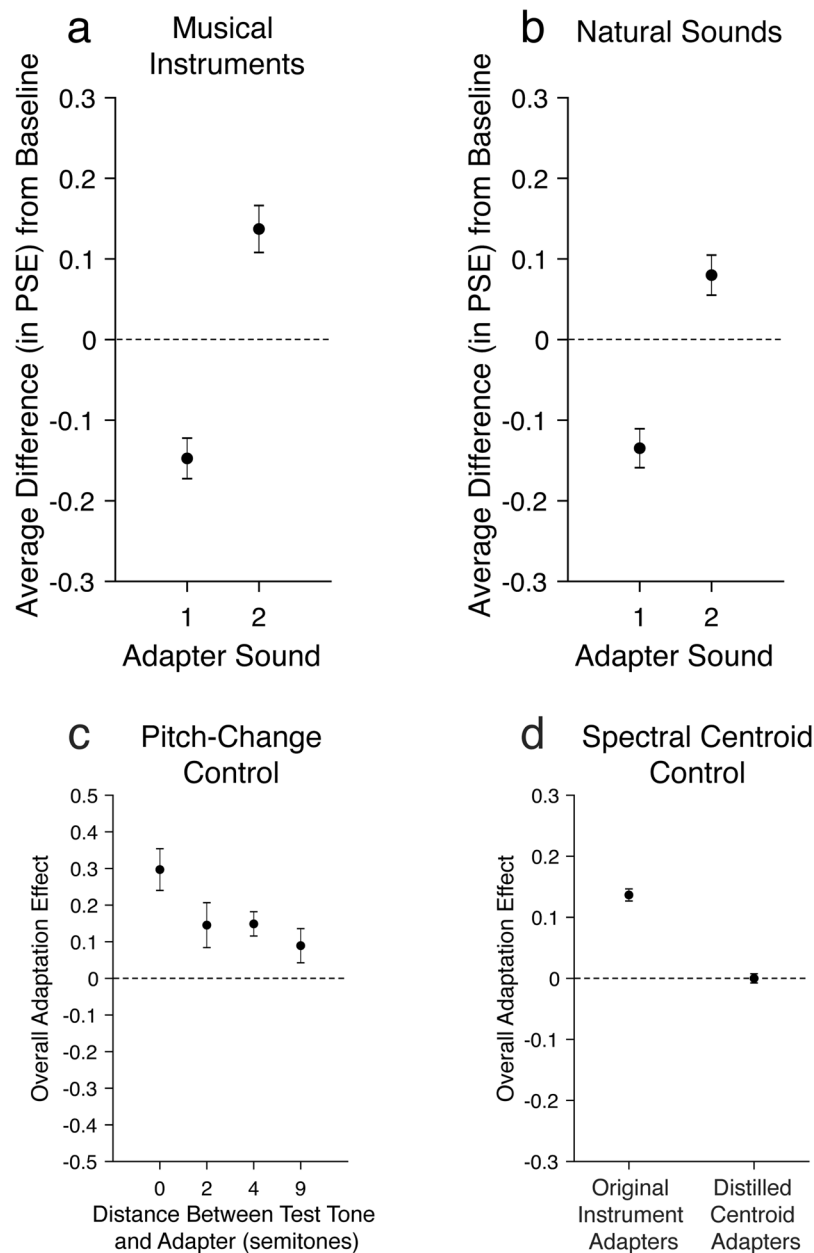 a
Musical
Instruments
Average Difference (in PSE) from Baseline
0.3
0.2
0.1
0
-0.1
-0.2
-0.3
1 2
Adapter Sound
b
Natural Sounds
Average Difference (in PSE) from Baseline
0.3
0.2
0.1
0
-0.1
-0.2
-0.3
1 2
Adapter Sound
c
Pitch-Change
Control
Overall Adaptation Effect
0.5
0.4
0.3
0.2
0.1
0
-0.1
-0.2
-0.3
-0.4
-0.5
0 2 4 9
Distance Between Test Tone
and Adapter (semitones)
d
Spectral Centroid
Control
Overall Adaptation Effect
0.3
0.2
0.1
0
-0.1
-0.2
-0.3
Original
Instrument
Adapters
Distilled
Centroid
Adapters